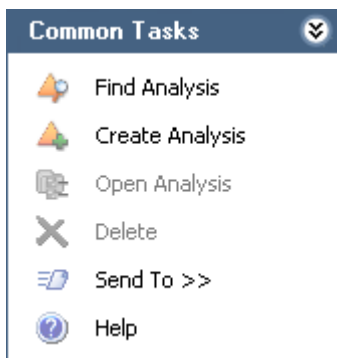 Common Tasks
Find Analysis
Create Analysis
Open Analysis
Delete
Send To >>
Help